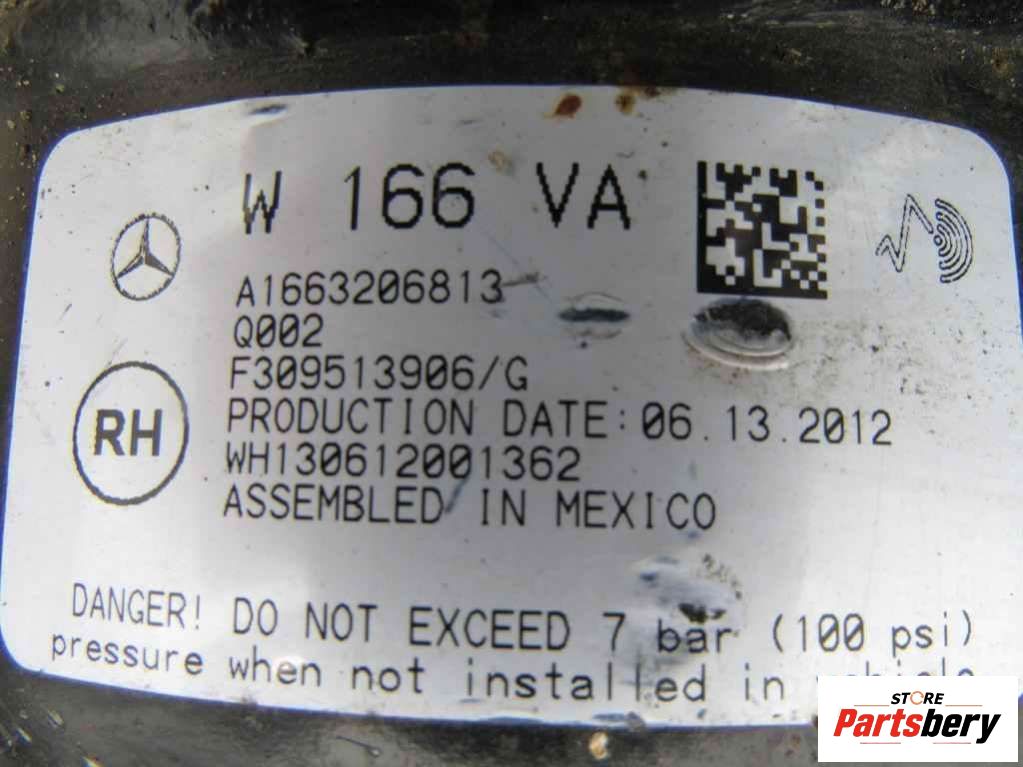 W 166 VA
A1663206813
Q002
F309513906/G
RH
PRODUCTION DATE: 06.13.2012
WH130612001362
ASSEMBLED IN MEXICO
DANGER! DO NOT EXCEED 7 bar (100 psi)
pressure when not installed in vehicle
STORE
Partsbery